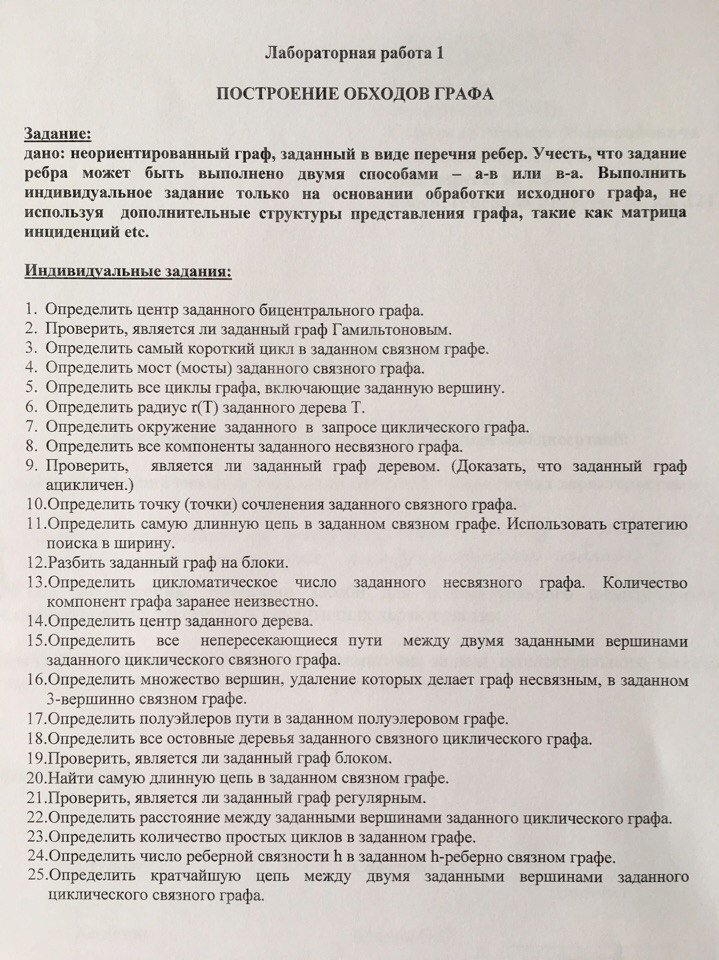 Лабораторная работа 1
ПОСТРОЕНИЕ ОБХОДОВ ГРАФА
Задание:
дано: неориентированный граф, заданный в виде перечня ребер. Учесть, что задание
ребра может быть выполнено двумя способами – а-в или в-а. Выполнить
индивидуальное задание только на основании обработки исходного графа, не
используя дополнительные структуры представления графа, такие как матрица
инциденций etc.
Индивидуальные задания:
1. Определить центр заданного бицентрального графа.
2. Проверить, является ли заданный граф Гамильтоновым.
3. Определить самый короткий цикл в заданном связном графе.
4. Определить мост (мосты) заданного связного графа.
5. Определить все циклы графа, включающие заданную вершину.
6. Определить радиус r(T) заданного дерева T.
7. Определить окружение заданного в запросе циклического графа.
8. Определить все компоненты заданного несвязного графа.
9. Проверить, является ли заданный граф деревом. (Доказать, что заданный граф
ацикличен.)
10.Определить точку (точки) сочленения заданного связного графа.
11.Определить самую длинную цепь в заданном связном графе. Использовать стратегию
поиска в ширину.
12.Разбить заданный граф на блоки.
13.Определить цикломатическое число заданного несвязного графа. Количество
компонент графа заранее неизвестно.
14.Определить центр заданного дерева.
15.Определить все непересекающиеся пути между двумя заданными вершинами
заданного циклического связного графа.
16.Определить множество вершин, удаление которых делает граф несвязным, в заданном
3-вершинно связном графе.
17.Определить полуэйлеров пути в заданном полуэлеровом графе.
18.Определить все остовные деревья заданного связного циклического графа.
19.Проверить, является ли заданный граф блоком.
20.Найти самую длинную цепь в заданном связном графе.
21.Проверить, является ли заданный граф регулярным.
22.Определить расстояние между заданными вершинами заданного циклического графа.
23.Определить количество простых циклов в заданном графе.
24.Определить число реберной связности h в заданном h-реберно связном графе.
25.Определить кратчайшую цепь между двумя заданными вершинами заданного
циклического связного графа.